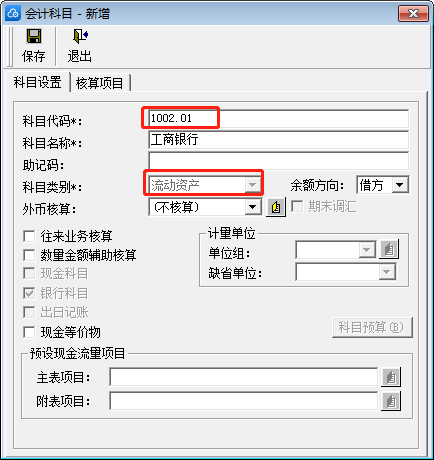 会计科目 - 新增
保存 退出
科目设置 核算项目
科目代码*: 1002.01
科目名称*: 工商银行
助记码:
科目类别*: 流动资产 余额方向: 借方
外币核算: (不核算) 期末调汇
往来业务核算
数量金额辅助核算
现金科目
银行科目
出日记账
现金等价物
计量单位
单位组:
缺省单位:
科目预算(B)
预设现金流量项目
主表项目:
附表项目: